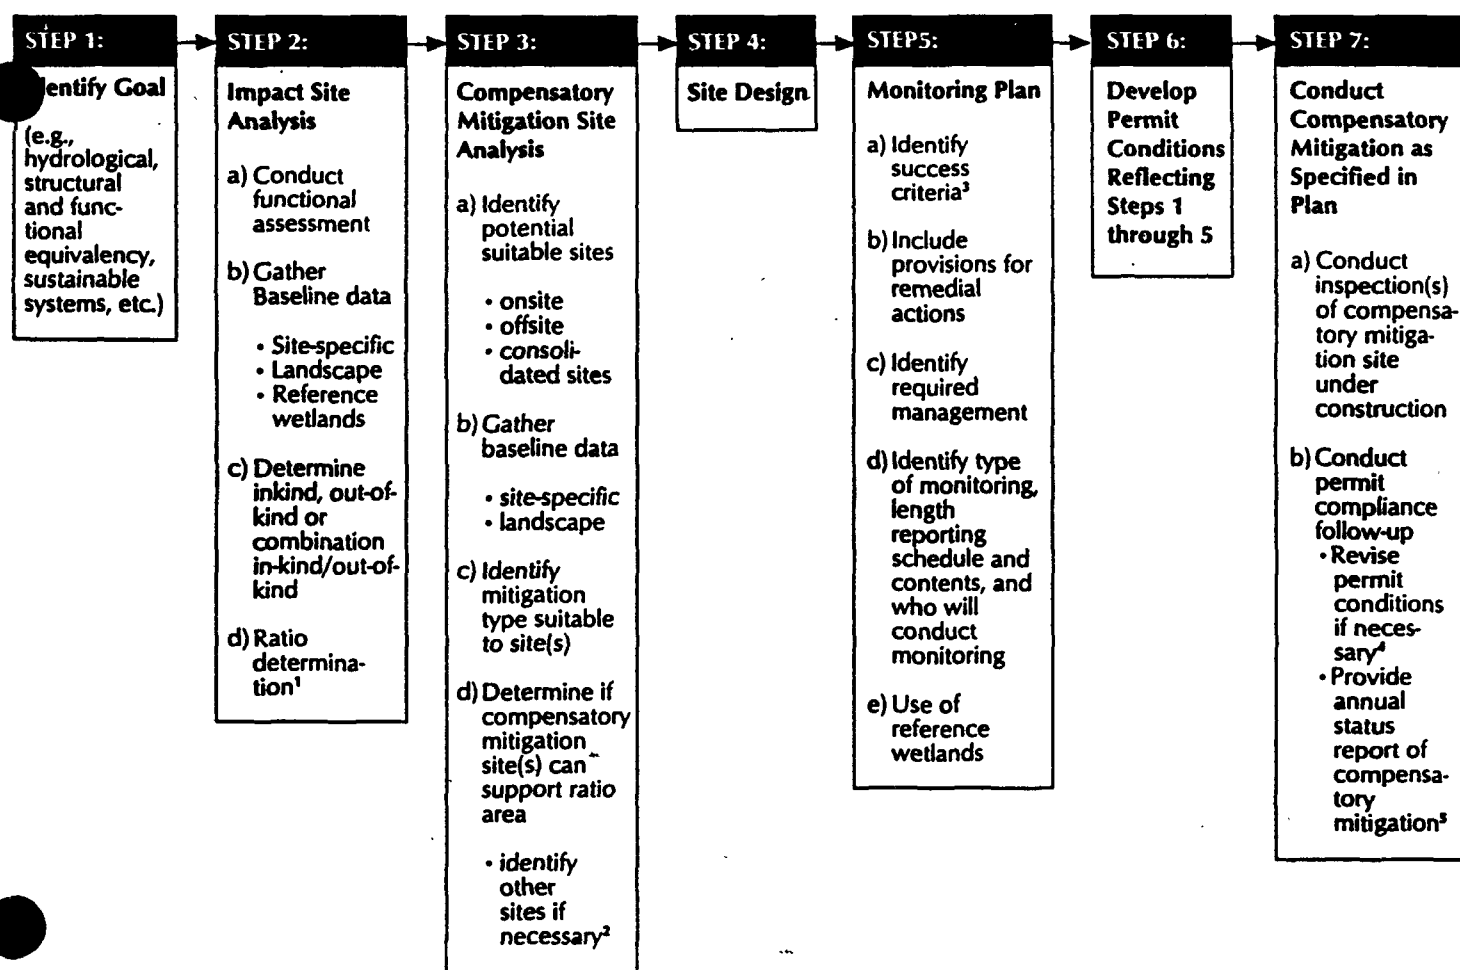 STEP 1:
entify Goal
(e.g.,
hydrological,
structural
and func-
tional
equivalency,
sustainable
systems, etc.)
STEP 2:
Impact Site
Analysis
a) Conduct
functional
assessment
b) Gather
Baseline data
• Site-specific
• Landscape
• Reference
wetlands
c) Determine
inkind, out-of-
kind or
combination
in-kind/out-of-
kind
d) Ratio
determina-
tion¹
STEP 3:
Compensatory
Mitigation Site
Analysis
a) Identify
potential
suitable sites
• onsite
• offsite
• consoli-
dated sites
b) Gather
baseline data
• site-specific
• landscape
c) Identify
mitigation
type suitable
to site(s)
d) Determine if
compensatory
mitigation
site(s) can
support ratio
area
• identify
other
sites if
necessary²
STEP 4:
Site Design
STEP5:
Monitoring Plan
a) Identify
success
criteria³
b) Include
provisions for
remedial
actions
c) Identify
required
management
d) Identify type
of monitoring,
length
reporting
schedule and
contents, and
who will
conduct
monitoring
e) Use of
reference
wetlands
STEP 6:
Develop
Permit
Conditions
Reflecting
Steps 1
through 5
STEP 7:
Conduct
Compensatory
Mitigation as
Specified in
Plan
a) Conduct
inspection(s)
of compensa-
tory mitiga-
tion site
under
construction
b) Conduct
permit
compliance
follow-up
• Revise
permit
conditions
if neces-
sary⁴
• Provide
annual
status
report of
compensa-
tory
mitigation⁵